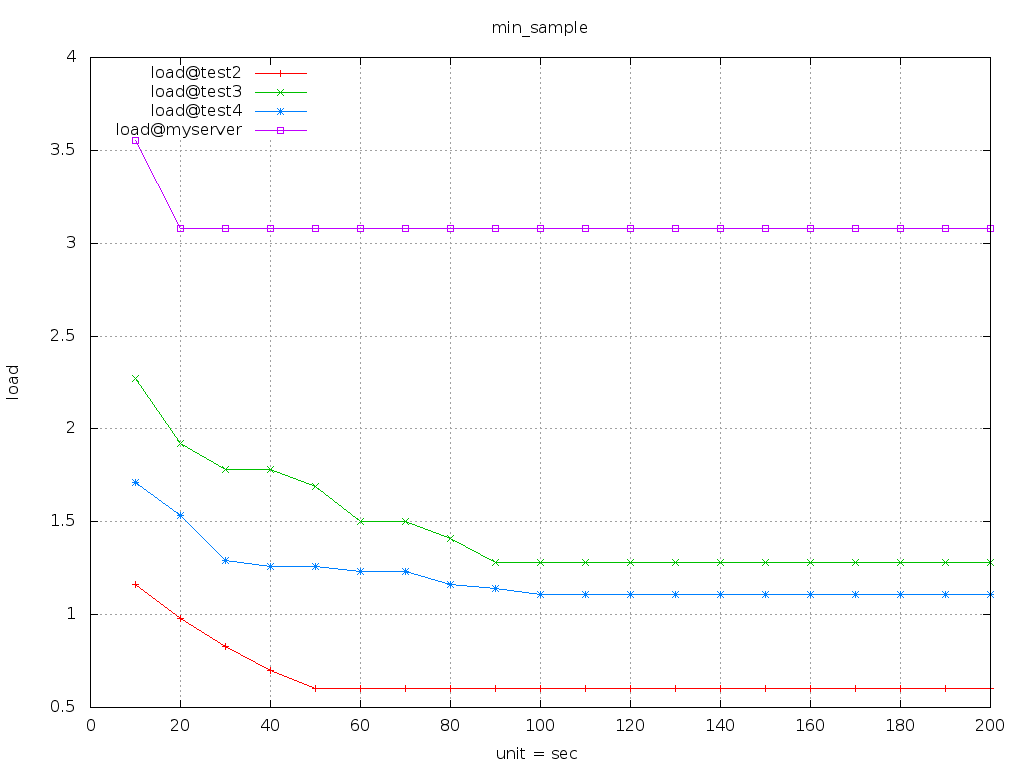 min_sample
4
load@test2
load@test3
load@test4
load@myserver
3.5
3
2.5
load
2
1.5
1
0.5
0 20 40 60 80 100 120 140 160 180 200
unit = sec